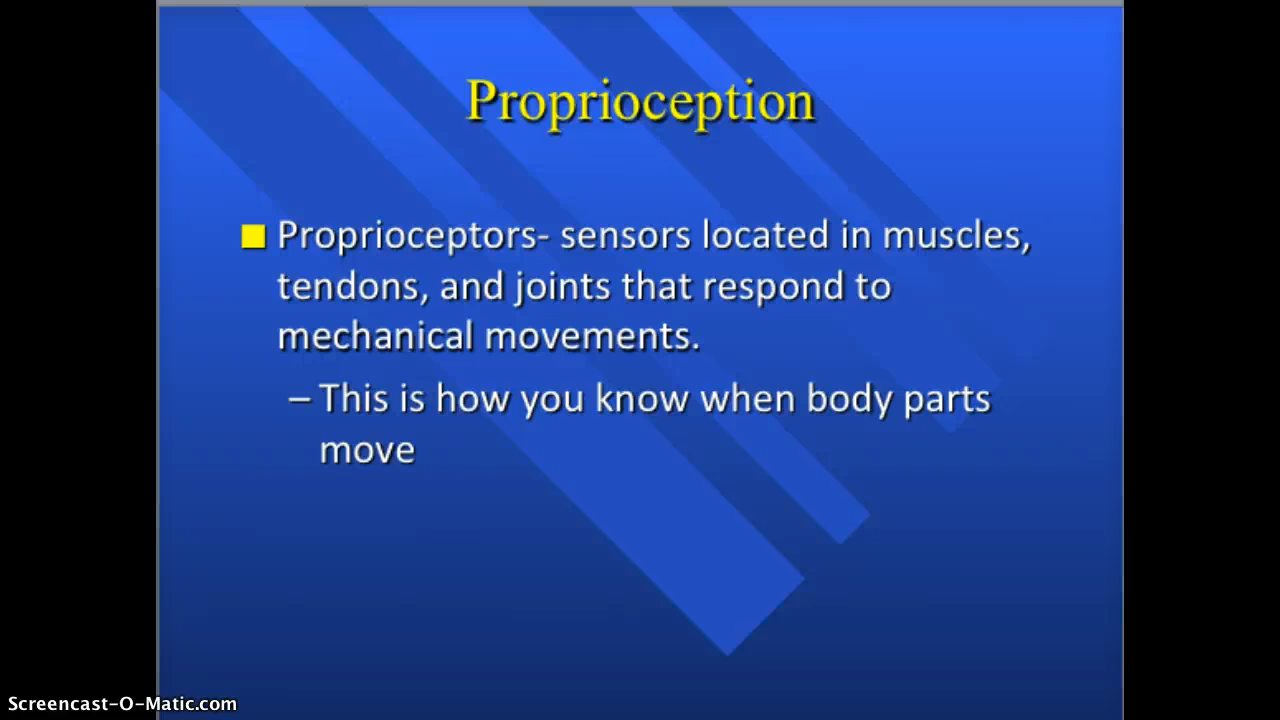 Proprioception
Proprioceptors- sensors located in muscles,
tendons, and joints that respond to
mechanical movements.
– This is how you know when body parts
move
Screencast-O-Matic.com